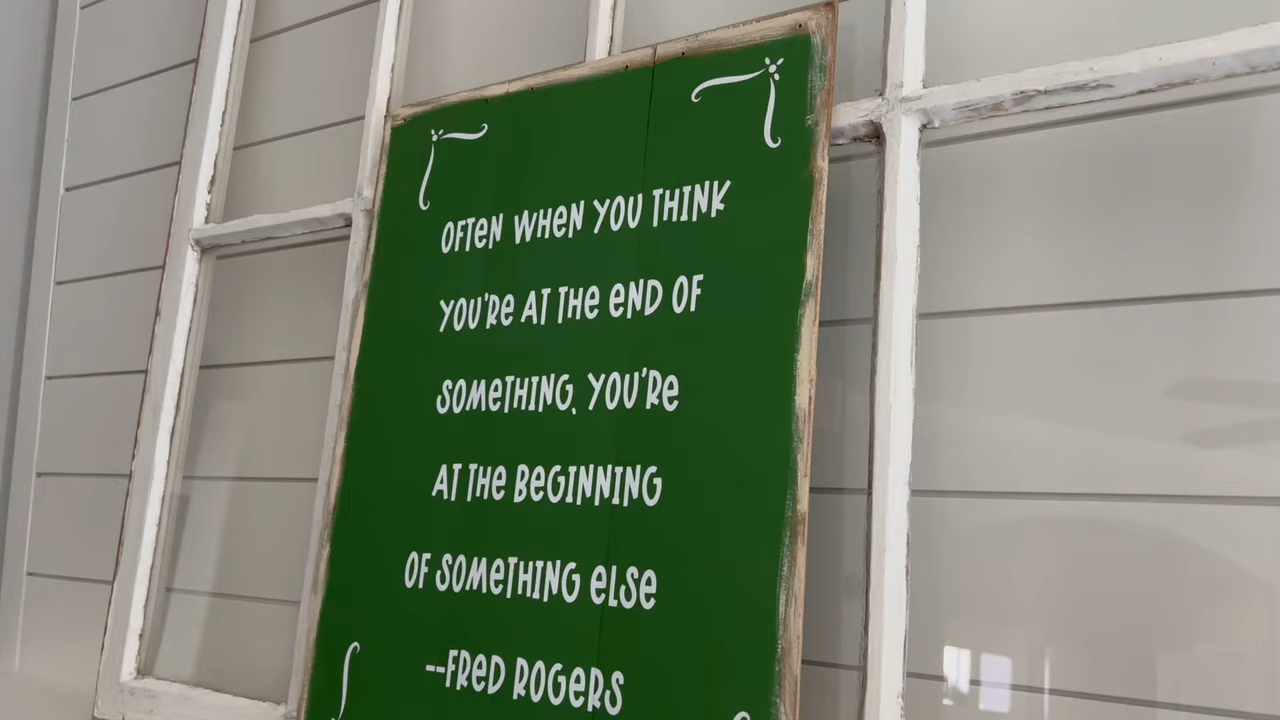 OFTEN WHEN YOU THINK
YOU'RE AT THE END OF
SOMETHING, YOU'RE
AT THE BEGINNING
OF SOMETHING ELSE
--FRED ROGERS